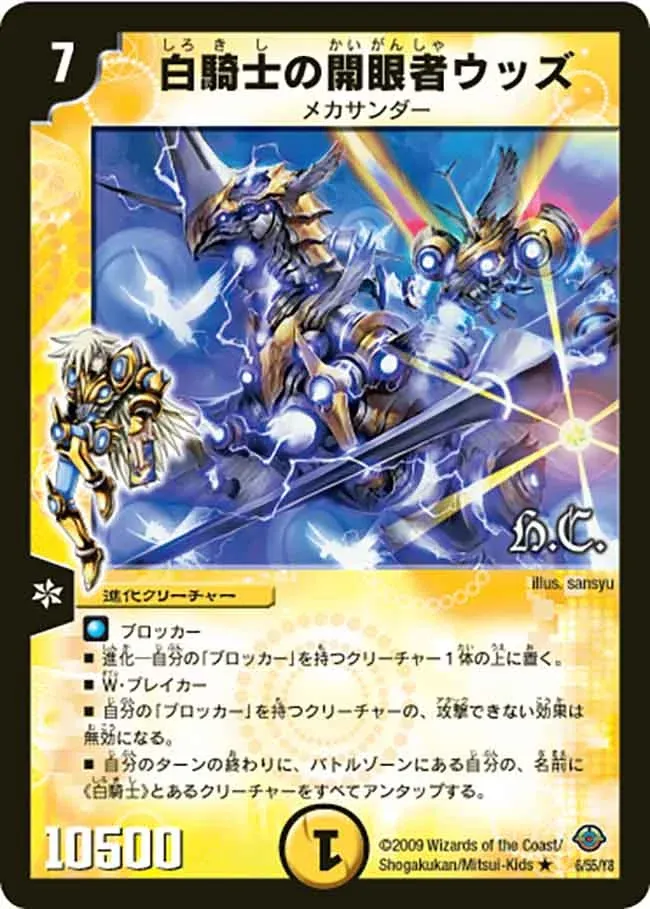 7
しろ き し かい がん しゃ
白騎士の開眼者ウッズ
メカサンダー
H.C.
illus. sansyu
進化クリーチャー
ブロッカー
■ 進化―自分の「ブロッカー」を持つクリーチャー1体の上に置く。
■ W・ブレイカー
■ 自分の「ブロッカー」を持つクリーチャーの、攻撃できない効果は
無効になる。
■ 自分のターンの終わりに、バトルゾーンにある自分の、名前に
《白騎士》とあるクリーチャーをすべてアンタップする。
10500
1
©2009 Wizards of the Coast/
Shogakukan/Mitsui-Kids ★ 6/55/Y8